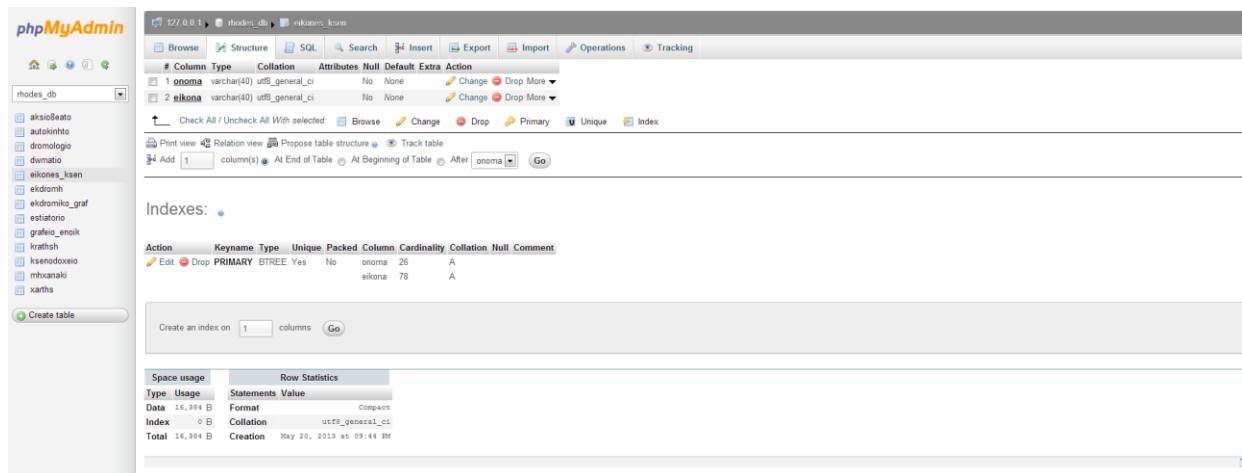 phpMyAdmin
127.0.0.1 rhodes_db eikones_ksen
Browse Structure SQL Search Insert Export Import Operations Tracking
# Column Type Collation Attributes Null Default Extra Action
1 onoma varchar(40) utf8_general_ci No None Change Drop More
2 eikona varchar(40) utf8_general_ci No None Change Drop More
Check All / Uncheck All With selected: Browse Change Drop Primary Unique Index
Print view Relation view Propose table structure Track table
Add 1 column(s) At End of Table At Beginning of Table After onoma Go
rhodes_db
aksio8eato
autokinhto
dromologio
dwmatio
eikones_ksen
ekdromh
ekdromiko_graf
estiatorio
grafeio_enoik
krathsh
ksenodoxeio
mhxanaki
xarths
Create table
Indexes:
Action Keyname Type Unique Packed Column Cardinality Collation Null Comment
Edit Drop PRIMARY BTREE Yes No onoma 26 A
eikona 78 A
Create an index on 1 columns Go
Space usage
Type Usage
Data 16,384 B
Index 0 B
Total 16,384 B
Row Statistics
Statements Value
Format Compact
Collation utf8_general_ci
Creation May 20, 2013 at 09:44 PM